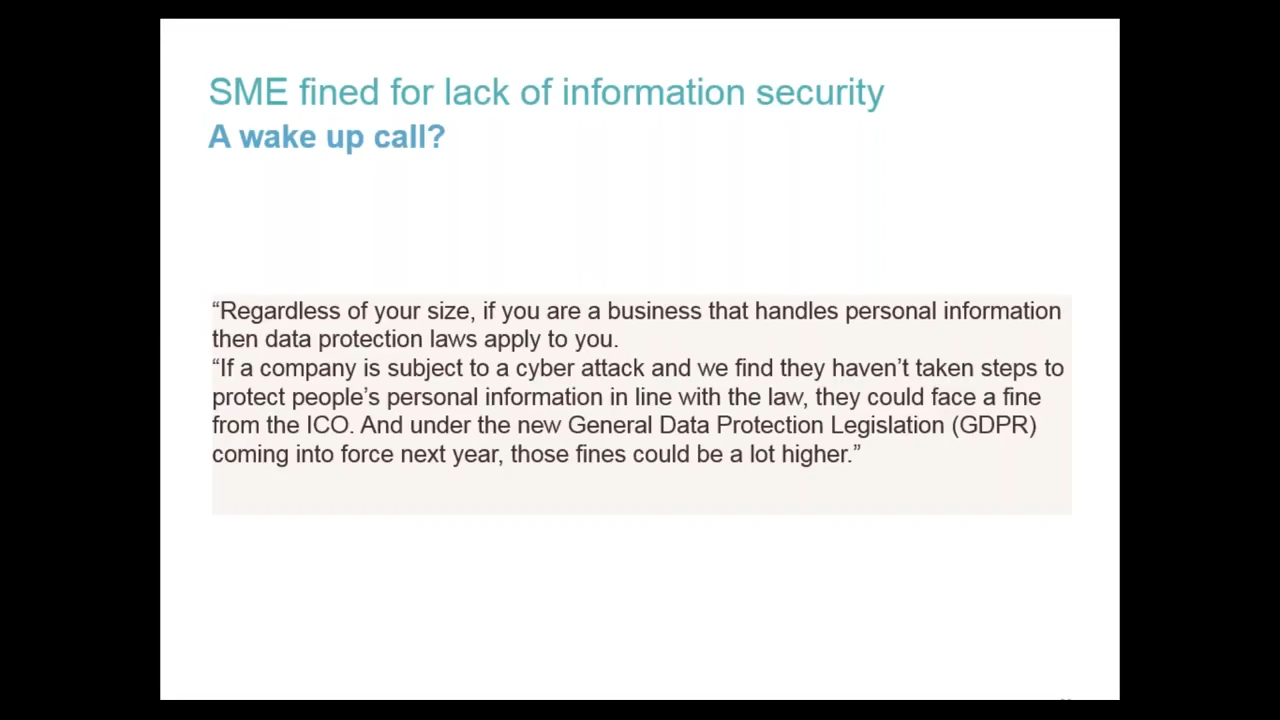 SME fined for lack of information security
A wake up call?
“Regardless of your size, if you are a business that handles personal information
then data protection laws apply to you.
“If a company is subject to a cyber attack and we find they haven’t taken steps to
protect people’s personal information in line with the law, they could face a fine
from the ICO. And under the new General Data Protection Legislation (GDPR)
coming into force next year, those fines could be a lot higher.”